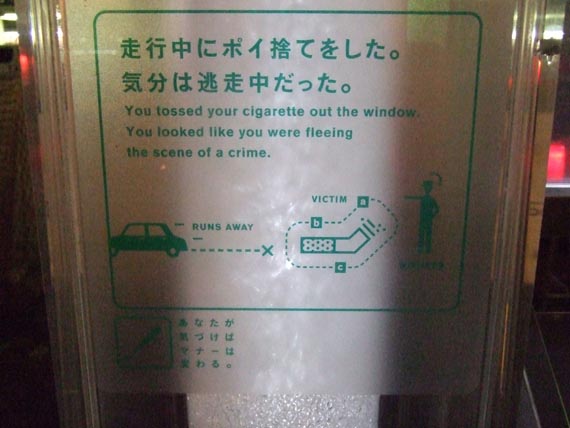 走行中にポイ捨てをした。
気分は逃走中だった。
You tossed your cigarette out the window.
You looked like you were fleeing
the scene of a crime.
VICTIM
a
b
RUNS AWAY
c
あなたが
気づけば
マナーは
変わる。